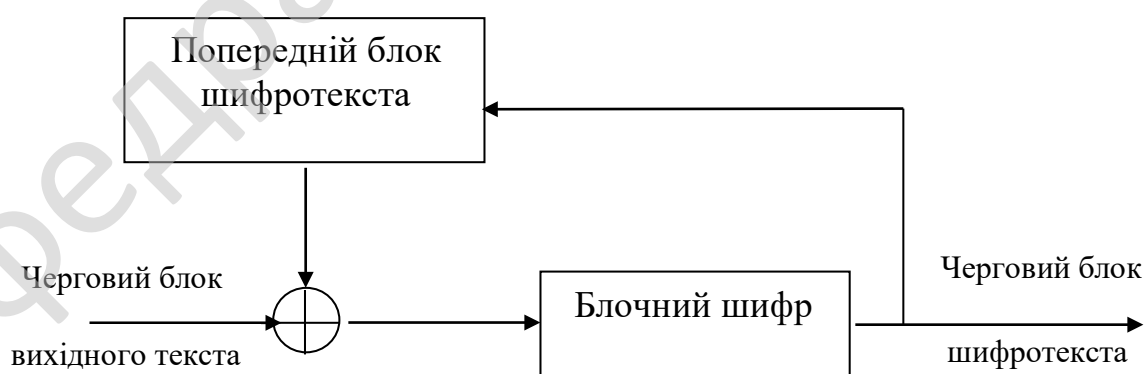 Попередній блок
шифротекста
Черговий блок
вихідного текста
Блочний шифр
Черговий блок
шифротекста